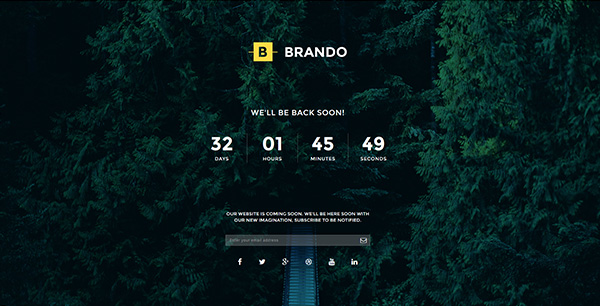 B BRANDO
WE'LL BE BACK SOON!
32 01 45 49
DAYS HOURS MINUTES SECONDS
OUR WEBSITE IS COMING SOON. WE'LL BE HERE SOON WITH
OUR NEW IMAGINATION, SUBSCRIBE TO BE NOTIFIED.
Enter your email address